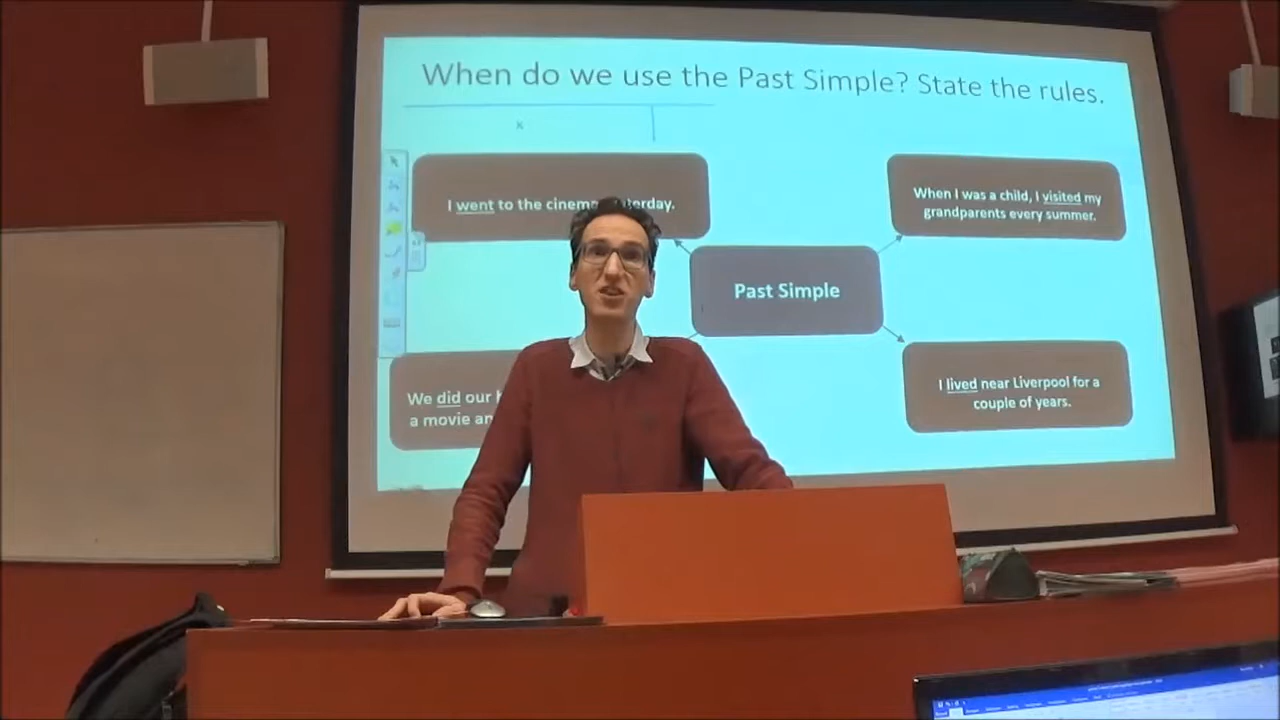 When do we use the Past Simple? State the rules.
x
I went to the cinema yesterday.
When I was a child, I visited my
grandparents every summer.
Past Simple
We did our
a movie an
I lived near Liverpool for a
couple of years.